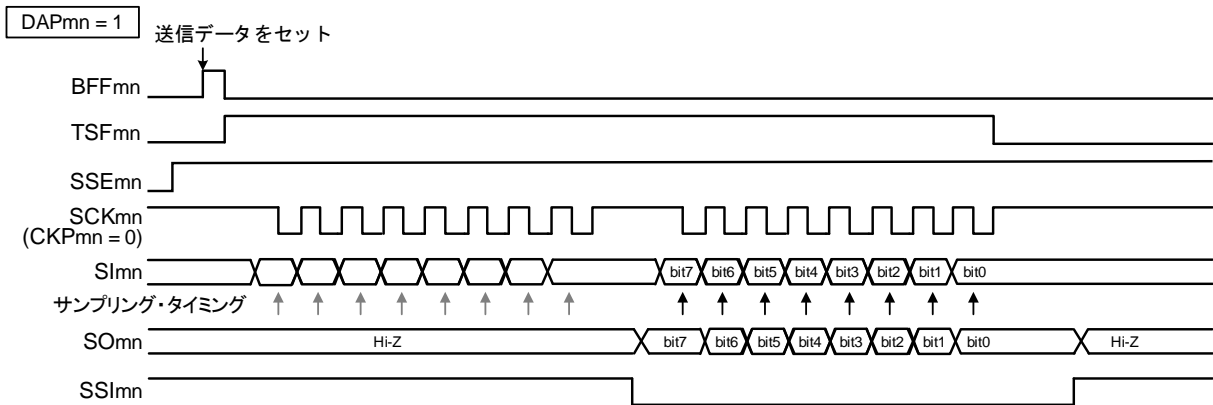 DAPmn = 1
送信データをセット
BFFmn
TSFmn
SSEmn
SCKmn
(CKPmn = 0)
SImn bit7 bit6 bit5 bit4 bit3 bit2 bit1 bit0
サンプリング・タイミング
SOmn Hi-Z bit7 bit6 bit5 bit4 bit3 bit2 bit1 bit0 Hi-Z
SSImn